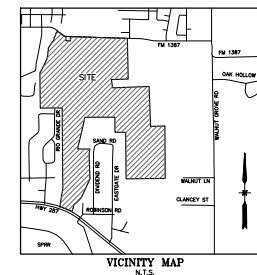 FM 1387
FM 1387
SITE
OAK HOLLOW
WALNUT GROVE RD
RIO GRANDE DR
SAND RD
DIVIDEND RD
EASTGATE DR
WALNUT LN
CLANCEY ST
ROBINSON RD
HWY 287
SPRR
VICINITY MAP
N.T.S.